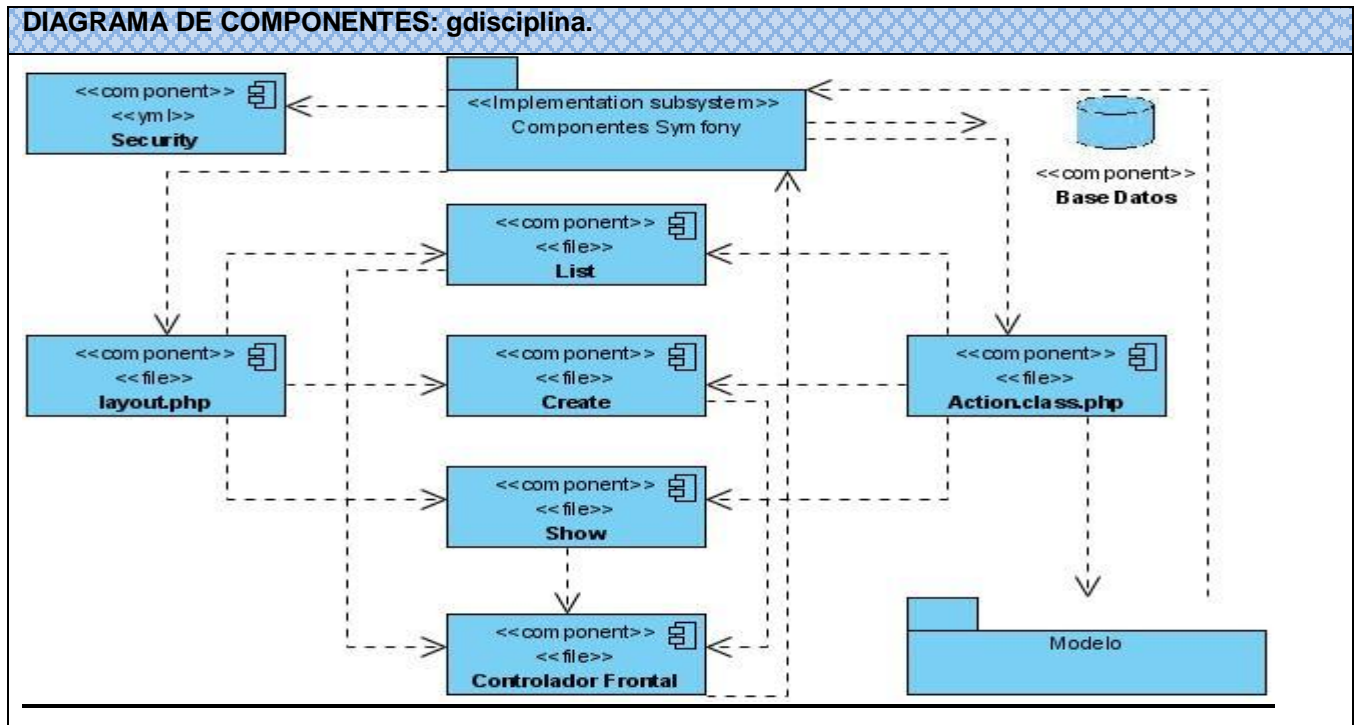 DIAGRAMA DE COMPONENTES: gdisciplina.
<<component>>
<<yml>>
Security
<<Implementation subsystem>>
Componentes Symfony
<<component>>
Base Datos
<<component>>
<<file>>
List
<<component>>
<<file>>
layout.php
<<component>>
<<file>>
Create
<<component>>
<<file>>
Action.class.php
<<component>>
<<file>>
Show
<<component>>
<<file>>
Controlador Frontal
Modelo